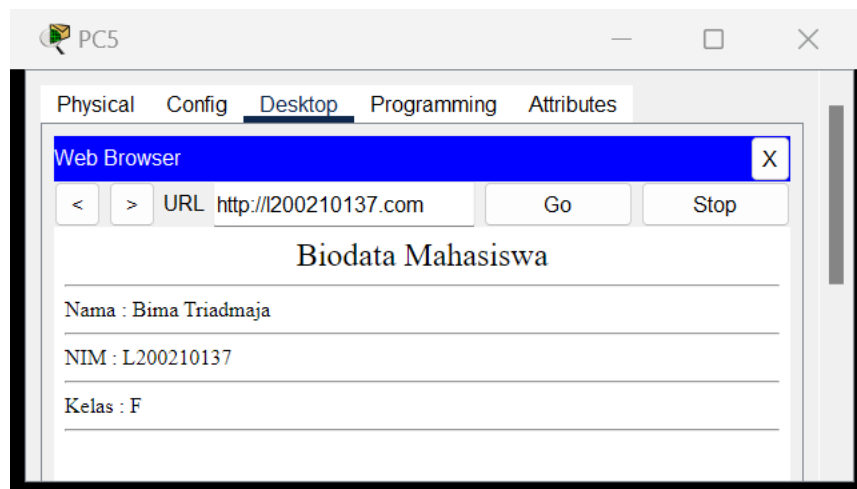 PC5
Physical Config Desktop Programming Attributes
Web Browser X
< > URL http://l200210137.com Go Stop
Biodata Mahasiswa
Nama : Bima Triadmaja
NIM : L200210137
Kelas : F